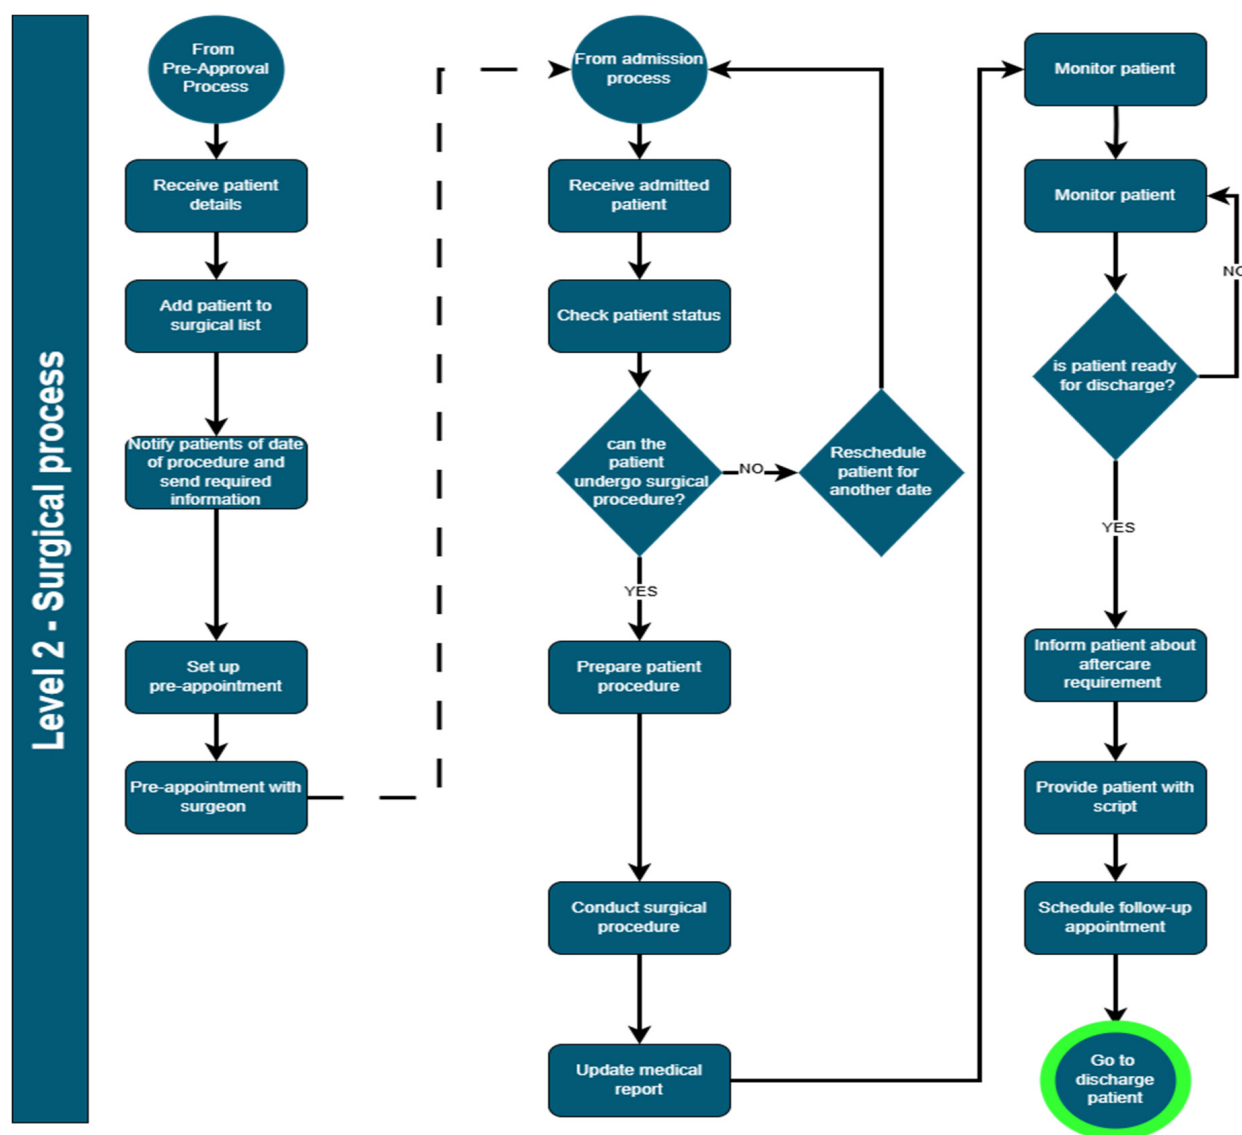 Level 2 - Surgical process
From
Pre-Approval
Process
Receive patient
details
Add patient to
surgical list
Notify patients of date
of procedure and
send required
information
Set up
pre-appointment
Pre-appointment with
surgeon
From admission
process
Receive admitted
patient
Check patient status
can the
patient
undergo surgical
procedure?
NO
Reschedule
patient for
another date
YES
Prepare patient
procedure
Conduct surgical
procedure
Update medical
report
Monitor patient
Monitor patient
is patient ready
for discharge?
NO
YES
Inform patient about
aftercare
requirement
Provide patient with
script
Schedule follow-up
appointment
Go to
discharge
patient